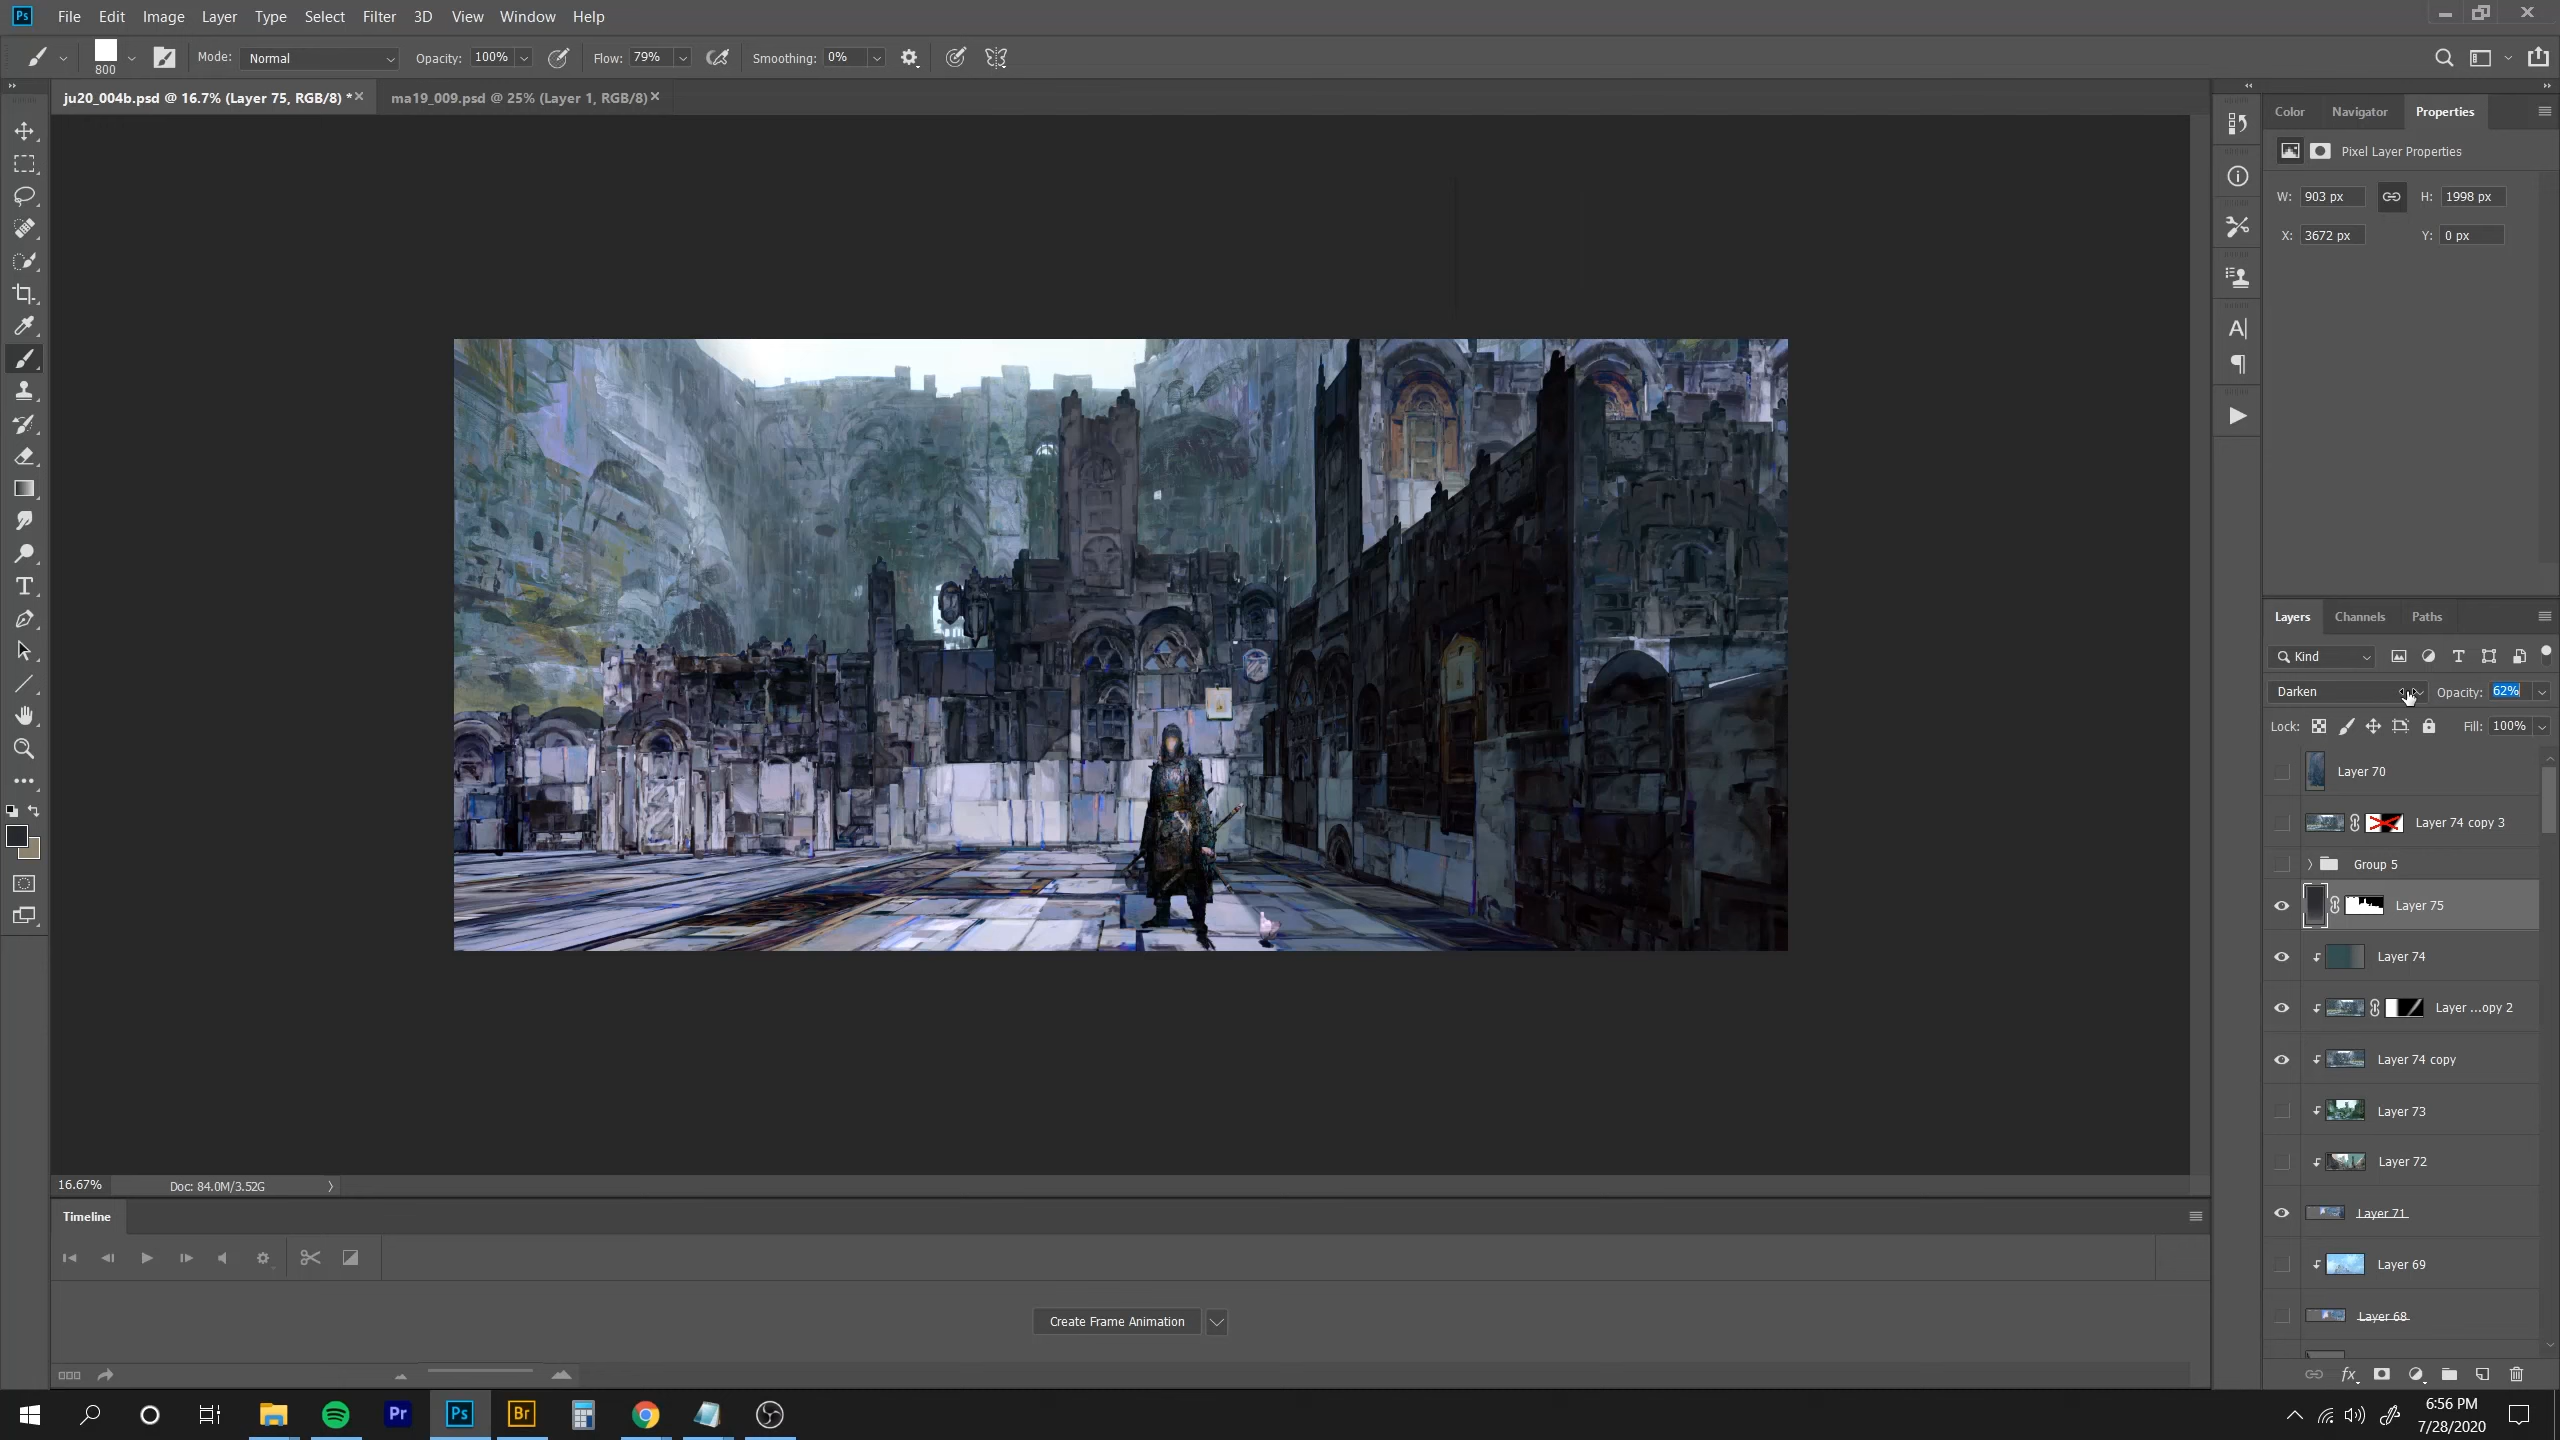 Ps File Edit Image Layer Type Select Filter 3D View Window Help
800 Mode: Normal Opacity: 100% Flow: 79% Smoothing: 0%
ju20_004b.psd @ 16.7% (Layer 75, RGB/8) * ma19_009.psd @ 25% (Layer 1, RGB/8)
Color Navigator Properties
Pixel Layer Properties
W: 903 px H: 1998 px
X: 3672 px Y: 0 px
Layers Channels Paths
Kind
Darken Opacity: 62%
Lock: Fill: 100%
Layer 70
Layer 74 copy 3
Group 5
Layer 75
Layer 74
Layer ...opy 2
Layer 74 copy
Layer 73
Layer 72
Layer 71
Layer 69
Layer 68
16.67% Doc: 84.0M/3.52G
Timeline
Create Frame Animation
fx
Pr Ps Br
6:56 PM
7/28/2020